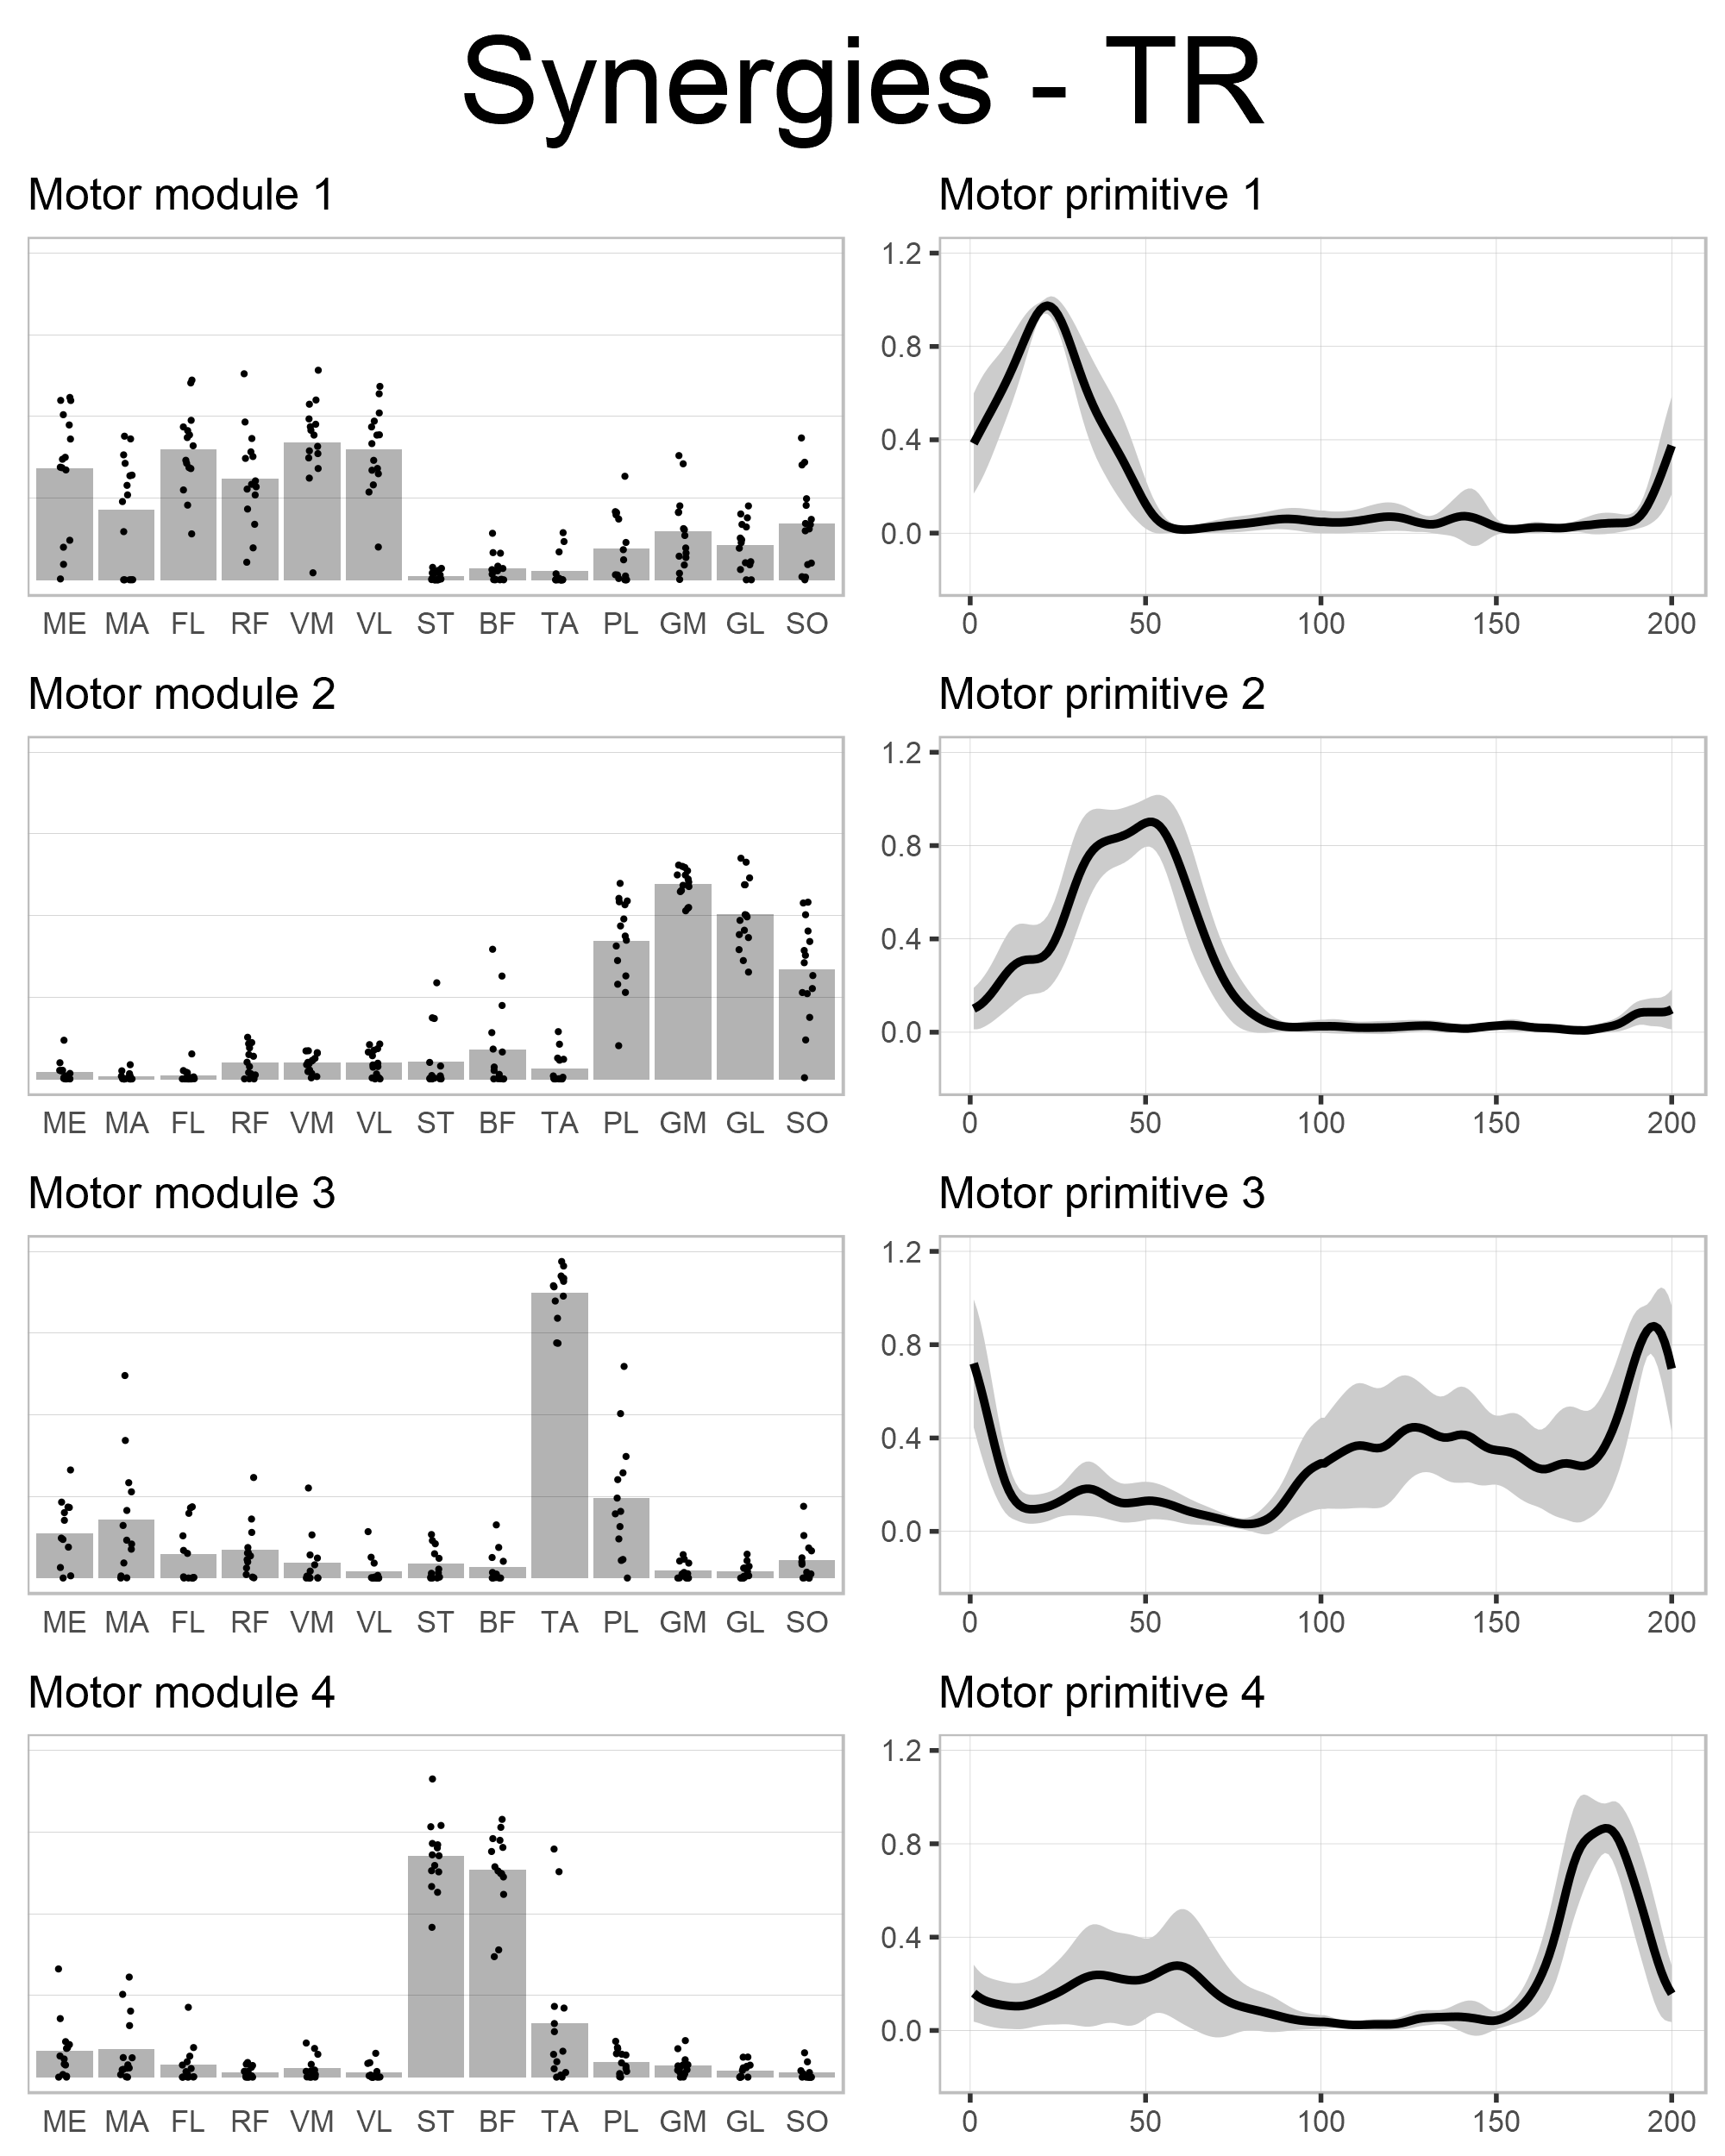 Synergies - TR
Motor module 1
ME MA FL RF VM VL ST BF TA PL GM GL SO
Motor primitive 1
1.2
0.8
0.4
0.0
0 50 100 150 200
Motor module 2
ME MA FL RF VM VL ST BF TA PL GM GL SO
Motor primitive 2
1.2
0.8
0.4
0.0
0 50 100 150 200
Motor module 3
ME MA FL RF VM VL ST BF TA PL GM GL SO
Motor primitive 3
1.2
0.8
0.4
0.0
0 50 100 150 200
Motor module 4
ME MA FL RF VM VL ST BF TA PL GM GL SO
Motor primitive 4
1.2
0.8
0.4
0.0
0 50 100 150 200